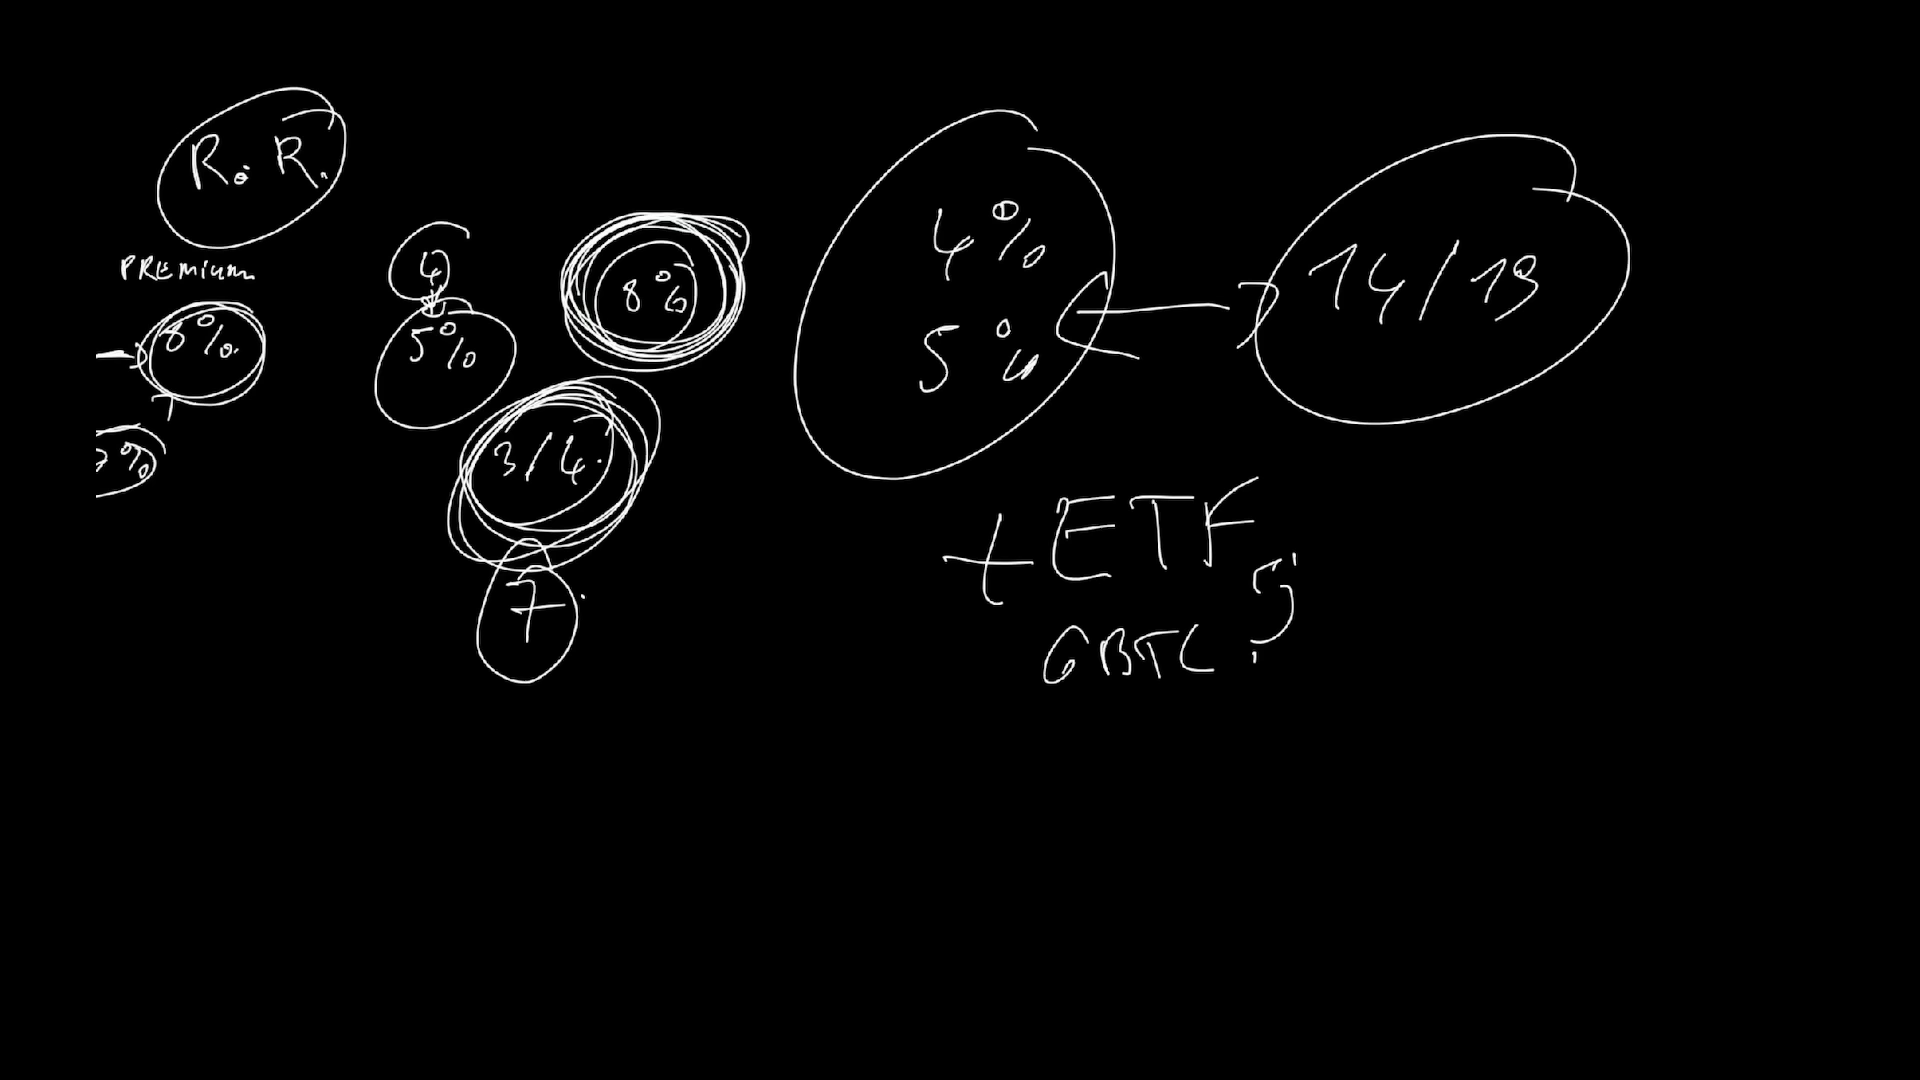 R. R.
PREMIUM
8%
4
5%
8%
3/4.
7
4%
5%
14/19
+ ETF
GBTC